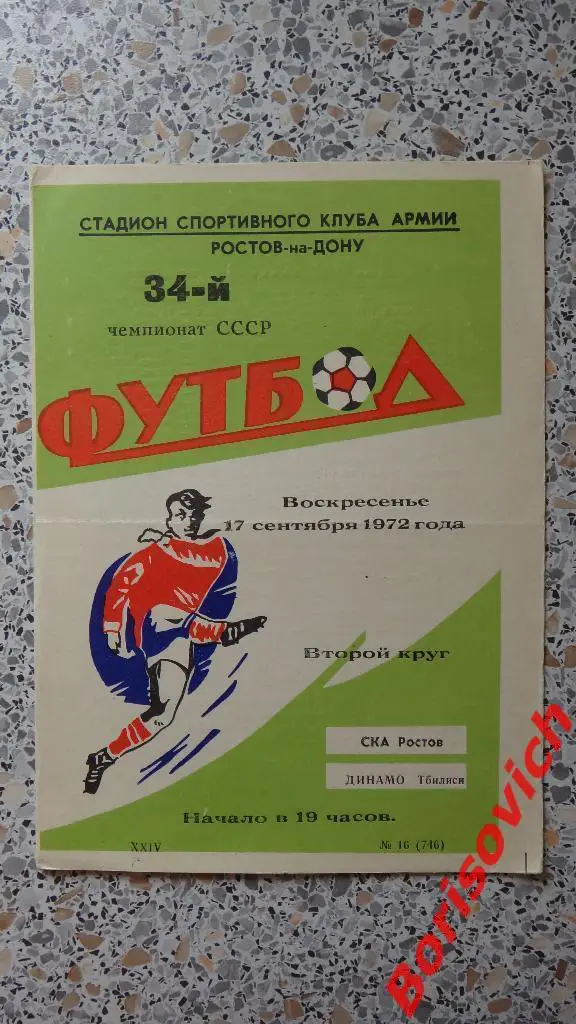 СТАДИОН СПОРТИВНОГО КЛУБА АРМИИ
РОСТОВ-на-ДОНУ
34-й
чемпионат СССР
ФУТБОЛ
Воскресенье
17 сентября 1972 года
Второй круг
СКА Ростов
ДИНАМО Тбилиси
Начало в 19 часов.
XXIV
№ 16 (746)
Borisovich